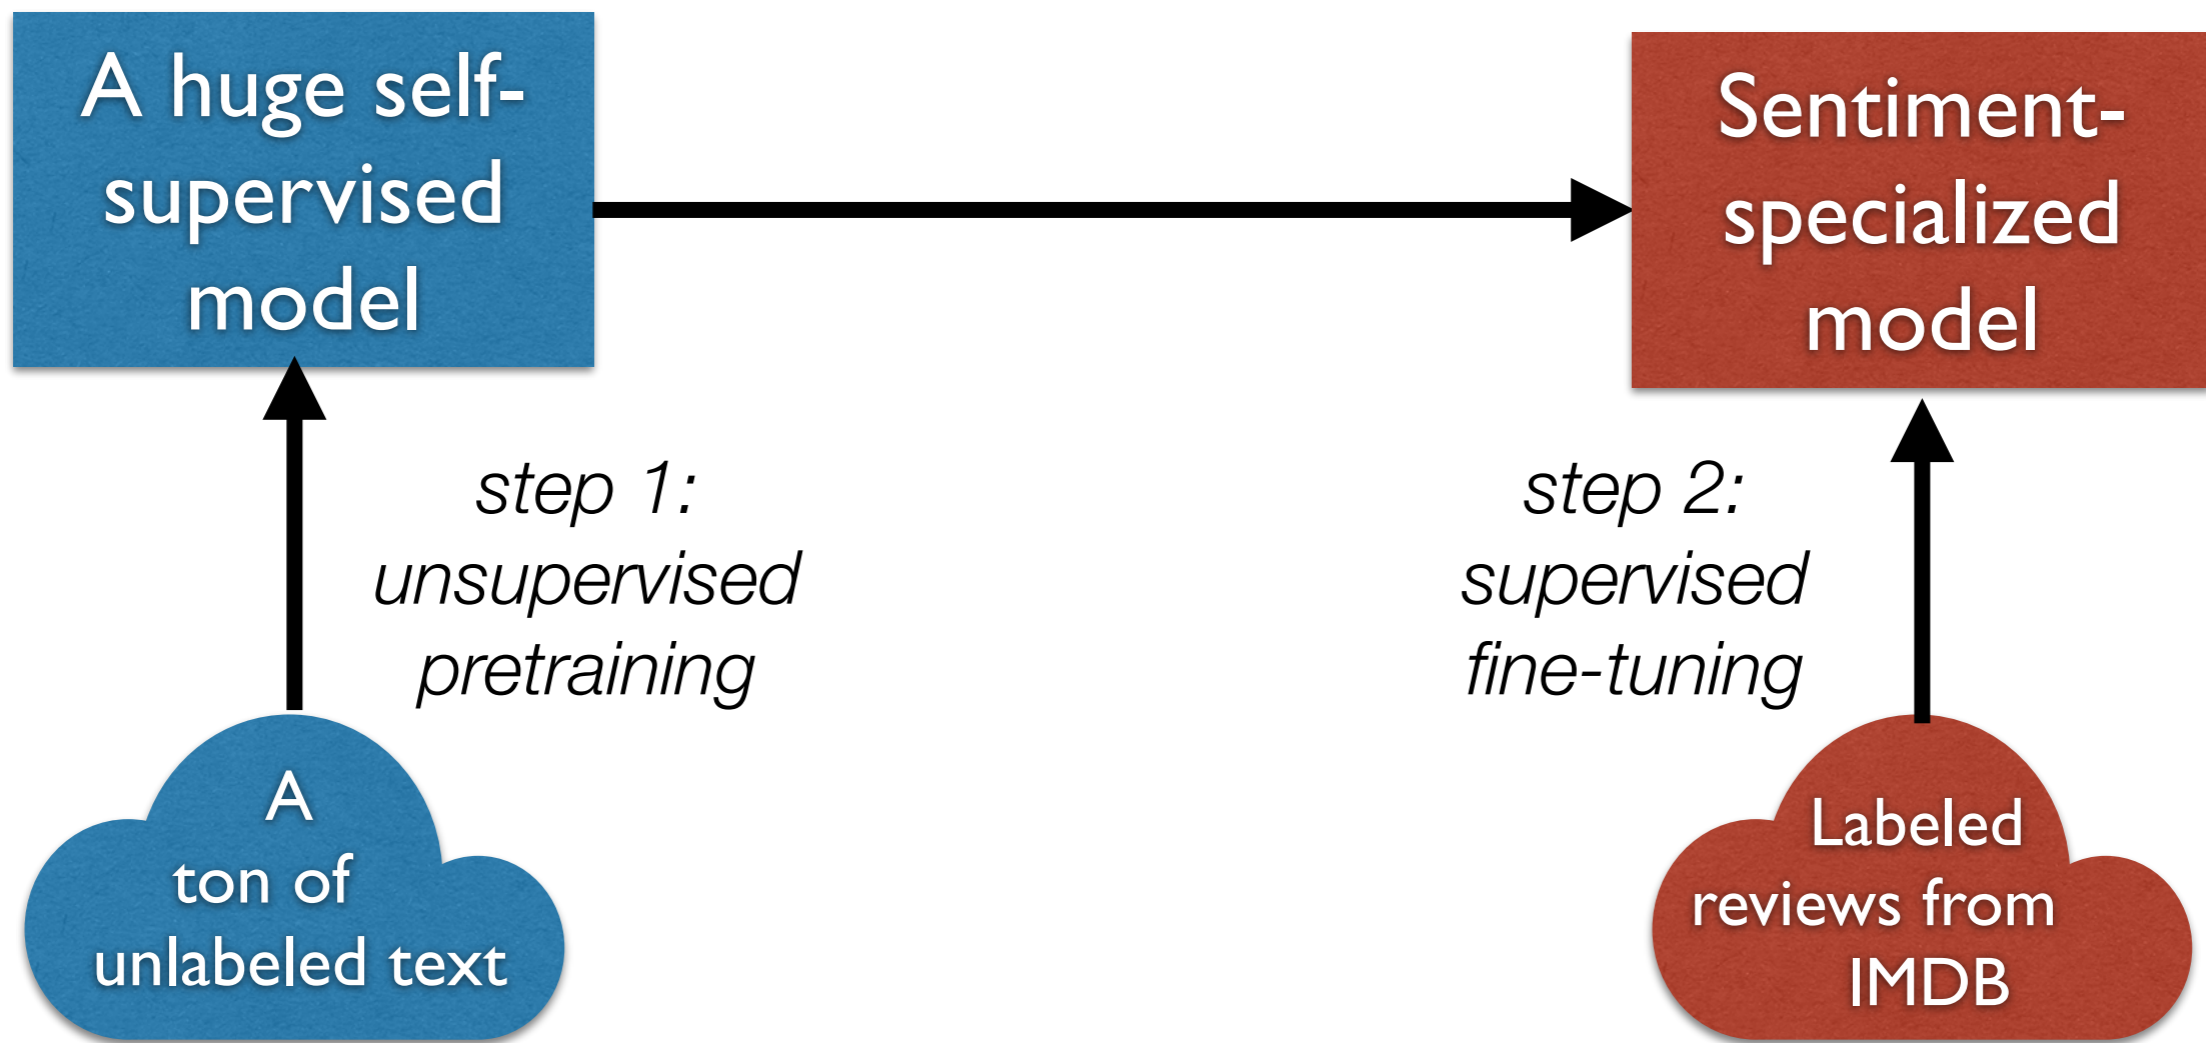 A huge self-
supervised
model
Sentiment-
specialized
model
step 1:
unsupervised
pretraining
step 2:
supervised
fine-tuning
A
ton of
unlabeled text
Labeled
reviews from
IMDB